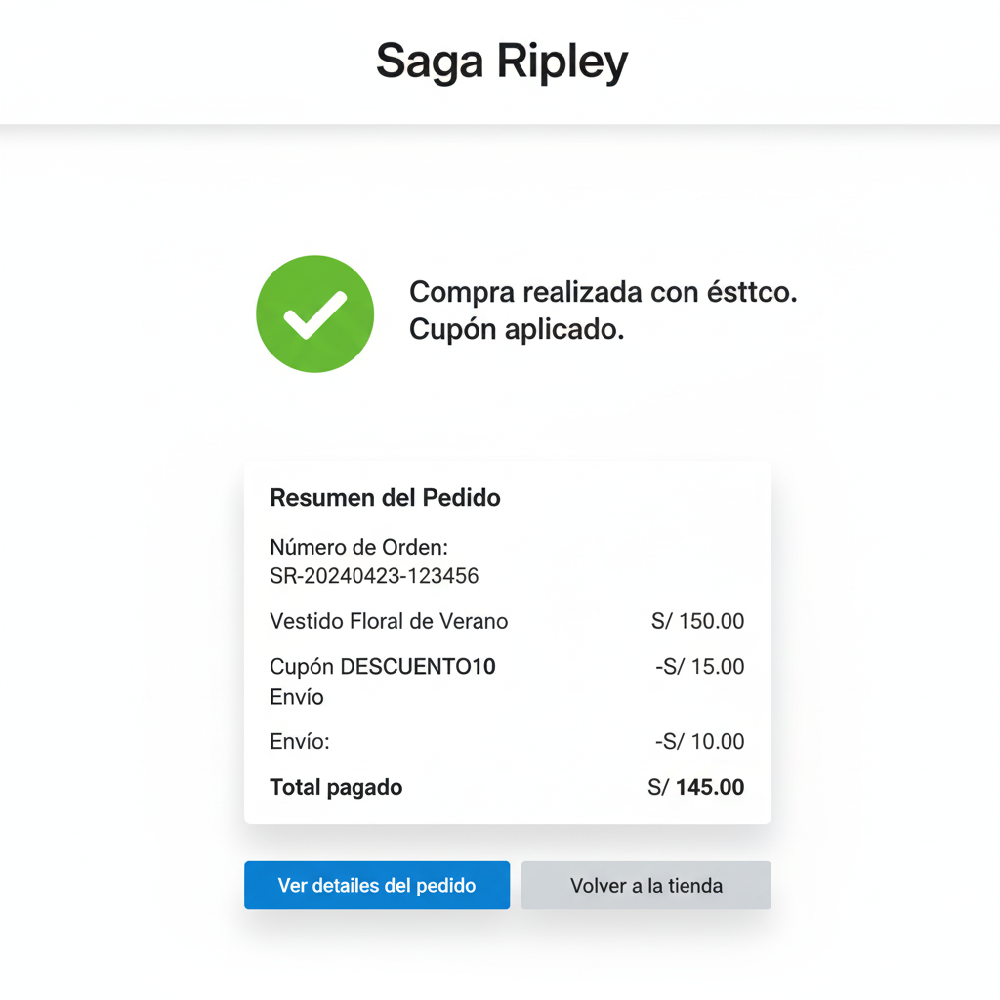 Saga Ripley
Compra realizada con ésttco.
Cupón aplicado.
Resumen del Pedido
Número de Orden:
SR-20240423-123456
Vestido Floral de Verano S/ 150.00
Cupón DESCUENTO10 -S/ 15.00
Envío
Envío: -S/ 10.00
Total pagado S/ 145.00
Ver detailes del pedido Volver a la tienda